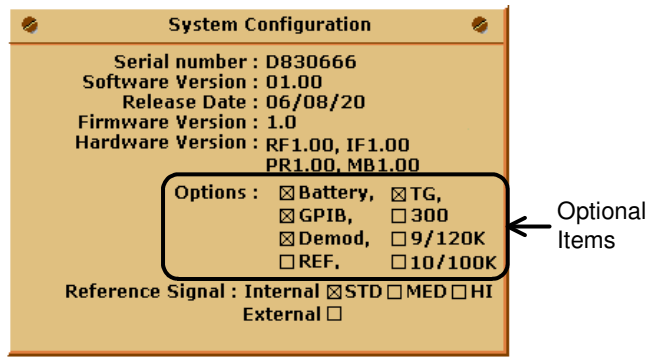 System Configuration
Serial number : D830666
Software Version : 01.00
Release Date : 06/08/20
Firmware Version : 1.0
Hardware Version : RF1.00, IF1.00
PR1.00, MB1.00
Options : ☒ Battery, ☒ TG,
☒ GPIB, ☐ 300
☒ Demod, ☐ 9/120K
☐ REF, ☐ 10/100K
Reference Signal : Internal ☒ STD ☐ MED ☐ HI
External ☐
Optional
Items